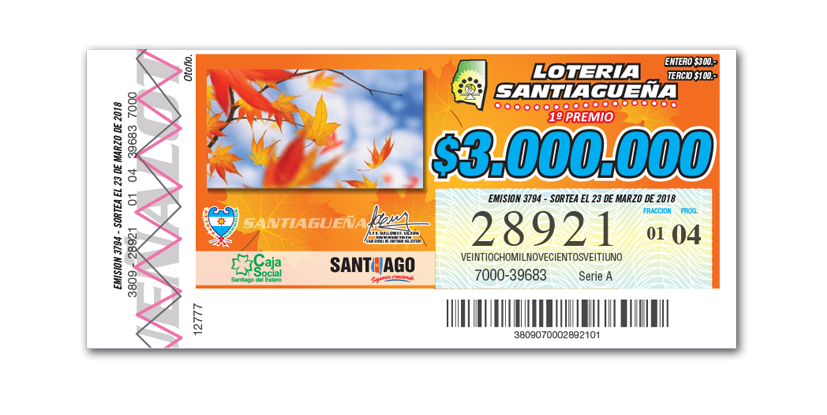 EMISION 3794 - SORTEA EL 23 DE MARZO DE 2018
3809 - 28921 01 04 39683 7000
Otoño.
12777
LOTERIA
SANTIAGUEÑA
1º PREMIO
$3.000.000
ENTERO $300.-
TERCIO $100.-
EMISION 3794 - SORTEA EL 23 DE MARZO DE 2018
28921
FRACCION
01
PROG.
04
VEINTIOCHOMILNOVECIENTOSVEITIUNO
7000-39683 Serie A
SANTIAGUEÑA
Caja
Social
Santiago del Estero
SANTIAGO
Sigamos creciendo
3809070002892101